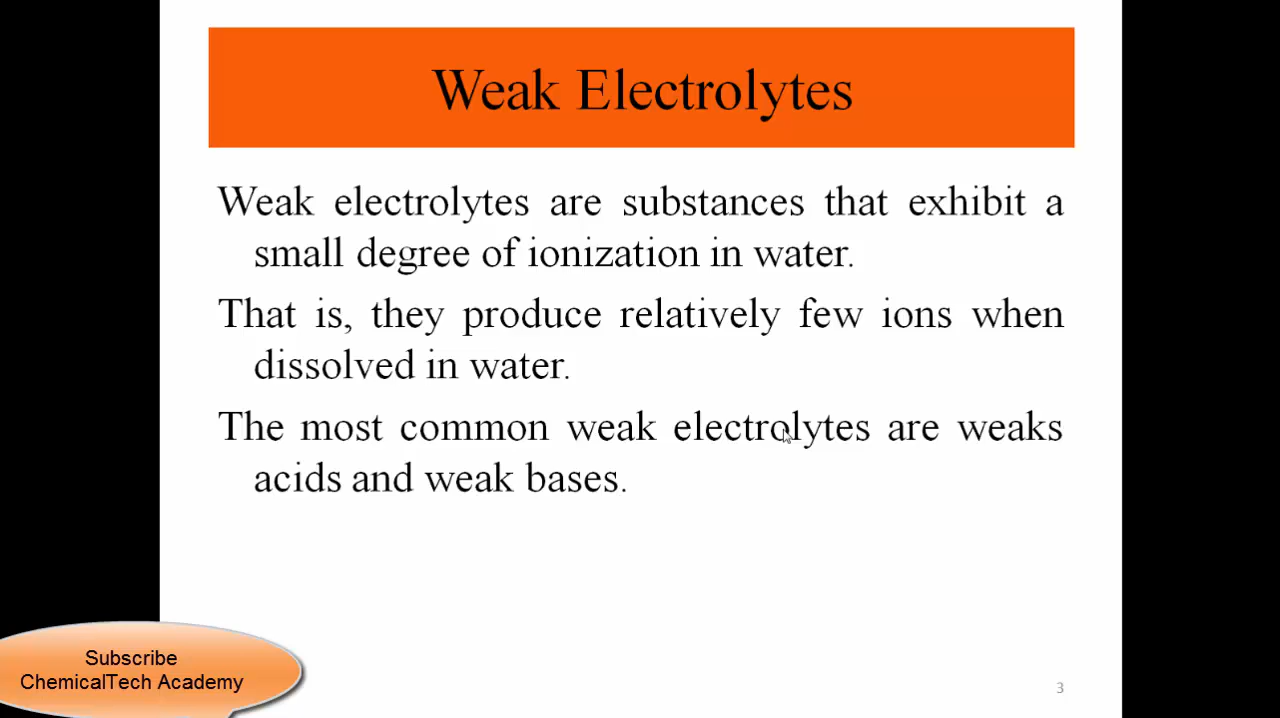 Weak Electrolytes
Weak electrolytes are substances that exhibit a
small degree of ionization in water.
That is, they produce relatively few ions when
dissolved in water.
The most common weak electrolytes are weaks
acids and weak bases.
Subscribe
ChemicalTech Academy
3